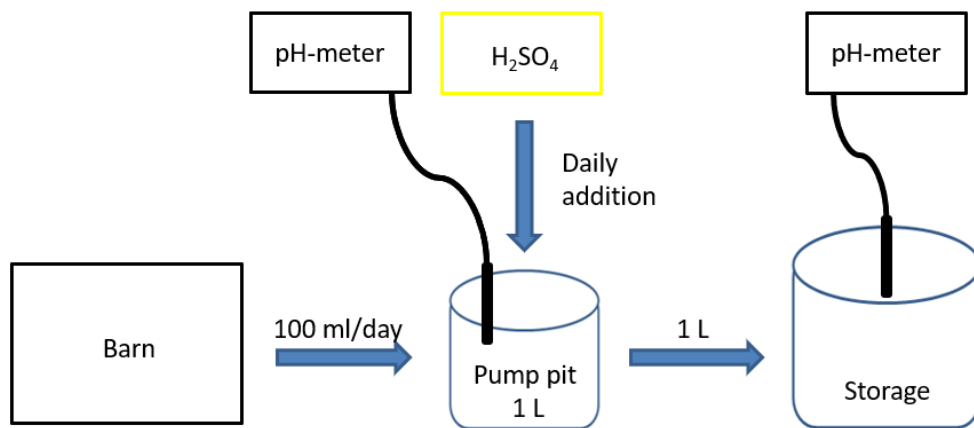 pH-meter
H₂SO₄
pH-meter
Daily
addition
Barn
100 ml/day
Pump pit
1 L
1 L
Storage